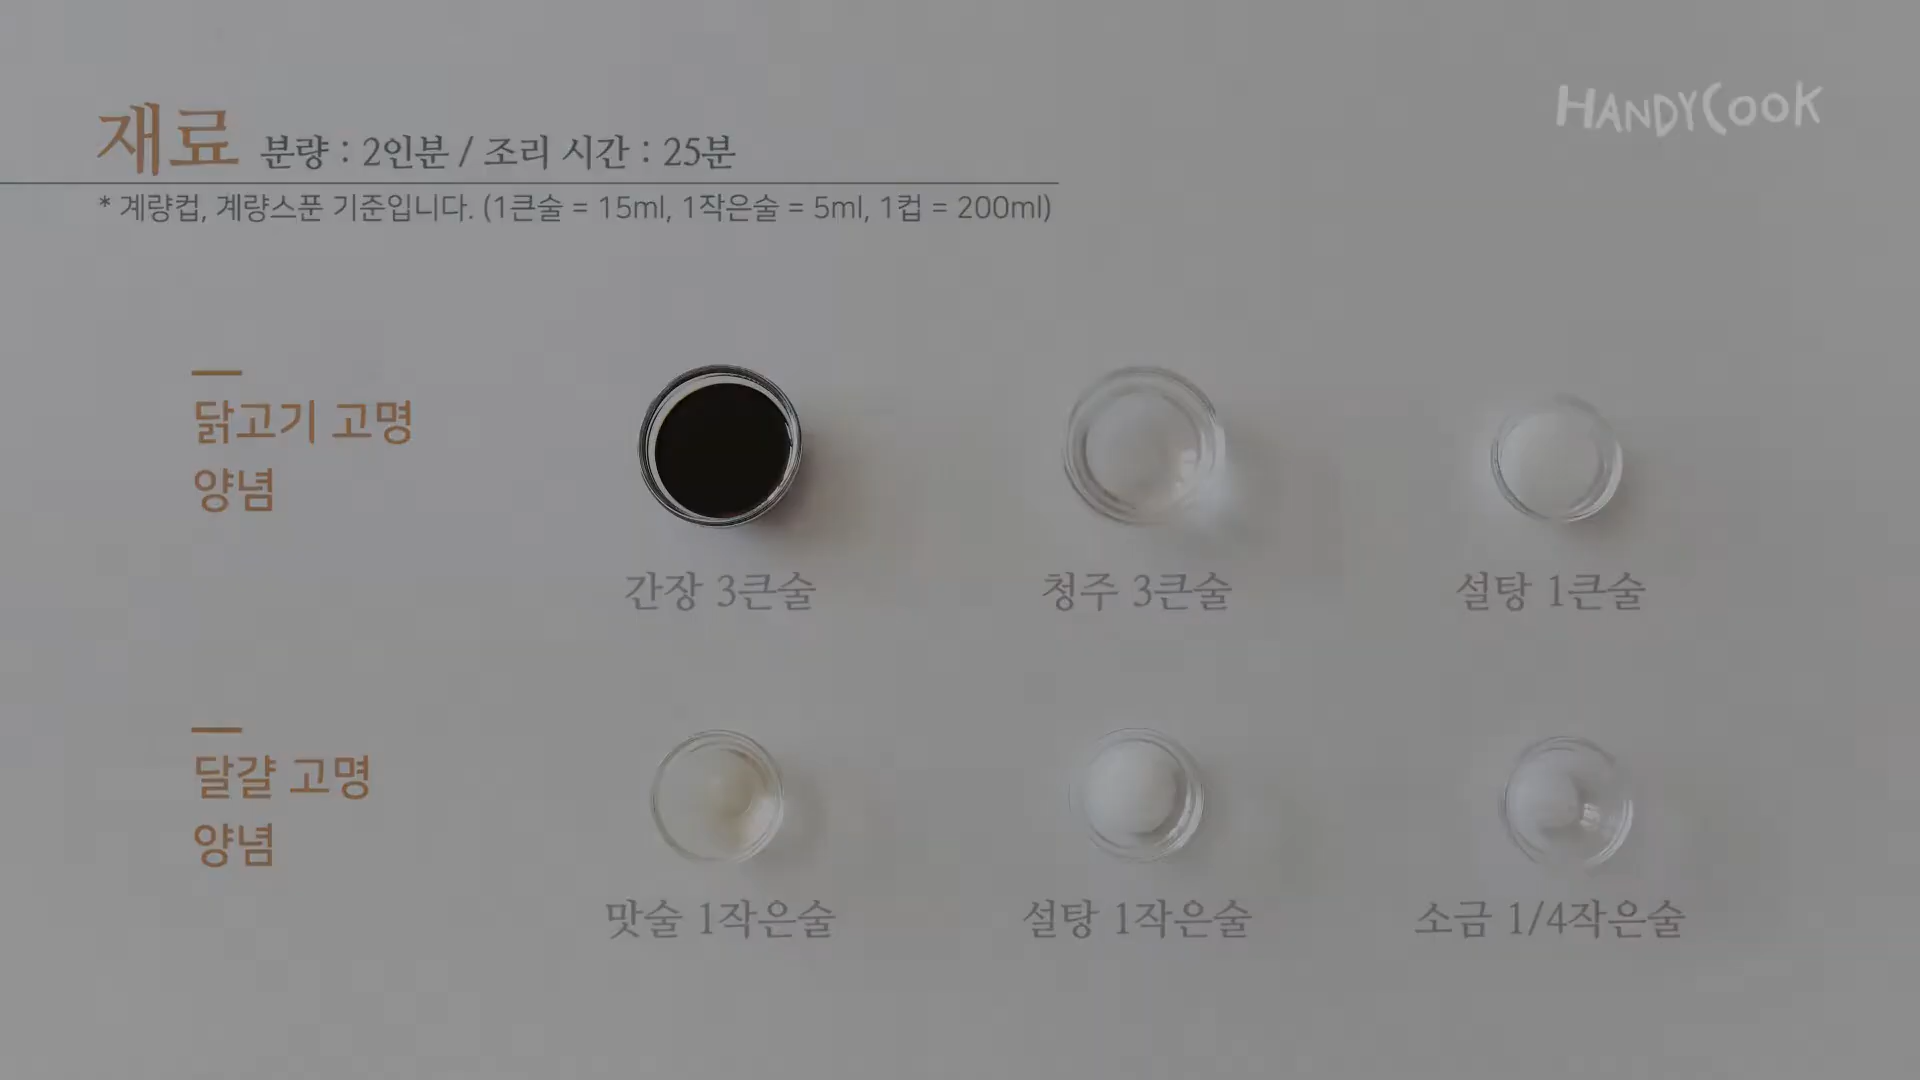 HANDYCOOK
재료 분량 : 2인분 / 조리 시간 : 25분
* 계량컵, 계량스푼 기준입니다. (1큰술 = 15ml, 1작은술 = 5ml, 1컵 = 200ml)
닭고기 고명
양념
간장 3큰술
청주 3큰술
설탕 1큰술
달걀 고명
양념
맛술 1작은술
설탕 1작은술
소금 1/4작은술